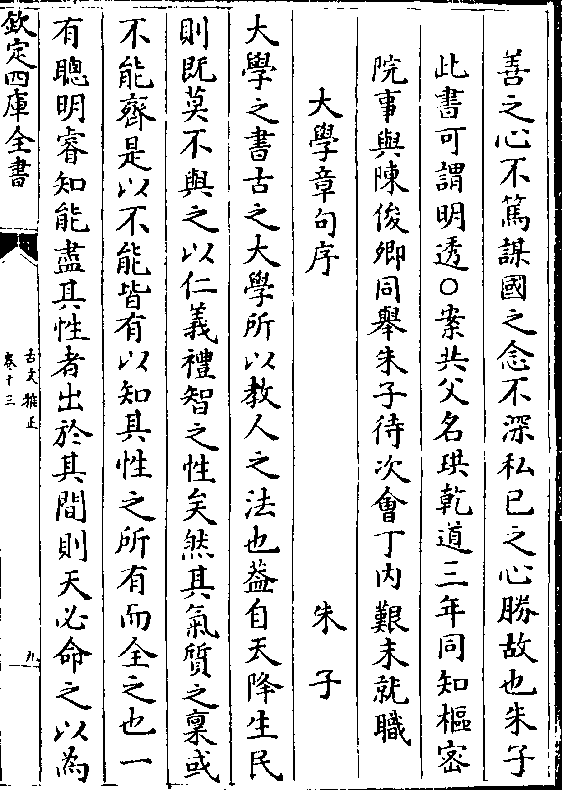 善之心不篤謀國之念不深私已之心勝故也朱子
此書可謂明透○案共父名珙乾道三年同知樞密
院事與陳俊卿同舉朱子待次會丁内艱未就職
大學章句序
朱子
大學之書古之大學所以教人之法也葢自天降生民
則既莫不與之以仁義禮智之性矣然其氣質之稟或
不能齊是以不能皆有以知其性之所有而全之也一
有聰明睿知能盡其性者出於其間則天必命之以為
欽定四庫全書
古文雅正
卷十三
九